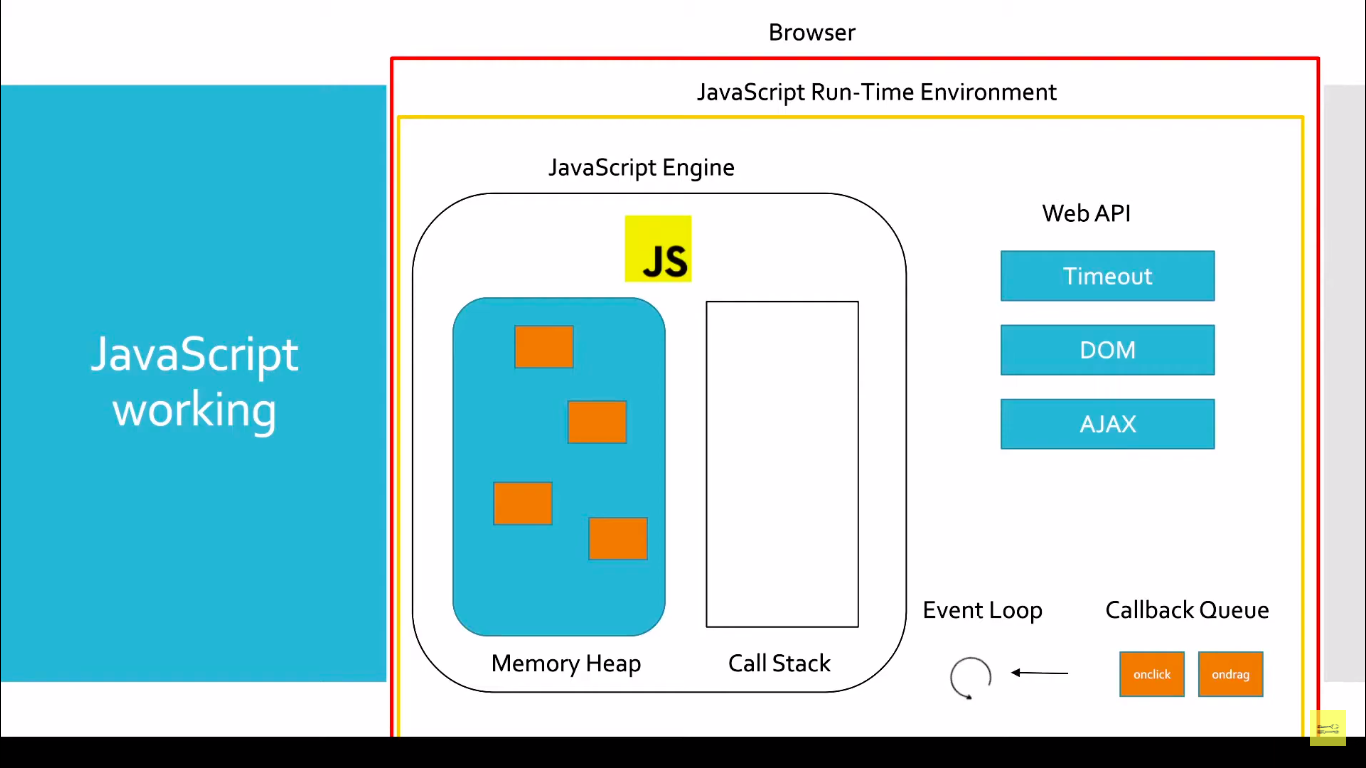 Browser
JavaScript Run-Time Environment
JavaScript
working
JavaScript Engine
JS
Memory Heap
Call Stack
Web API
Timeout
DOM
AJAX
Event Loop
Callback Queue
onclick
ondrag